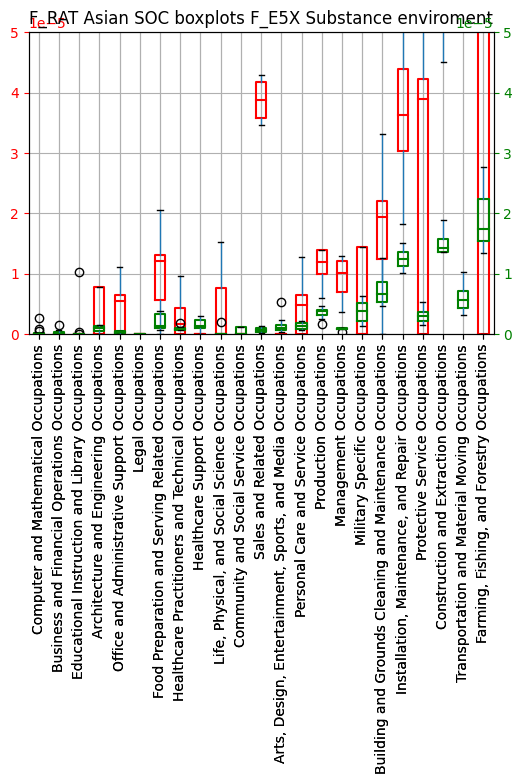 F_RAT Asian SOC boxplots F_E5X Substance enviroment
1e−5
1e−5
5
4
3
2
1
0
5
4
3
2
1
0
Computer and Mathematical Occupations
Business and Financial Operations Occupations
Educational Instruction and Library Occupations
Architecture and Engineering Occupations
Office and Administrative Support Occupations
Legal Occupations
Food Preparation and Serving Related Occupations
Healthcare Practitioners and Technical Occupations
Healthcare Support Occupations
Life, Physical, and Social Science Occupations
Community and Social Service Occupations
Sales and Related Occupations
Arts, Design, Entertainment, Sports, and Media Occupations
Personal Care and Service Occupations
Production Occupations
Management Occupations
Military Specific Occupations
Building and Grounds Cleaning and Maintenance Occupations
Installation, Maintenance, and Repair Occupations
Protective Service Occupations
Construction and Extraction Occupations
Transportation and Material Moving Occupations
Farming, Fishing, and Forestry Occupations